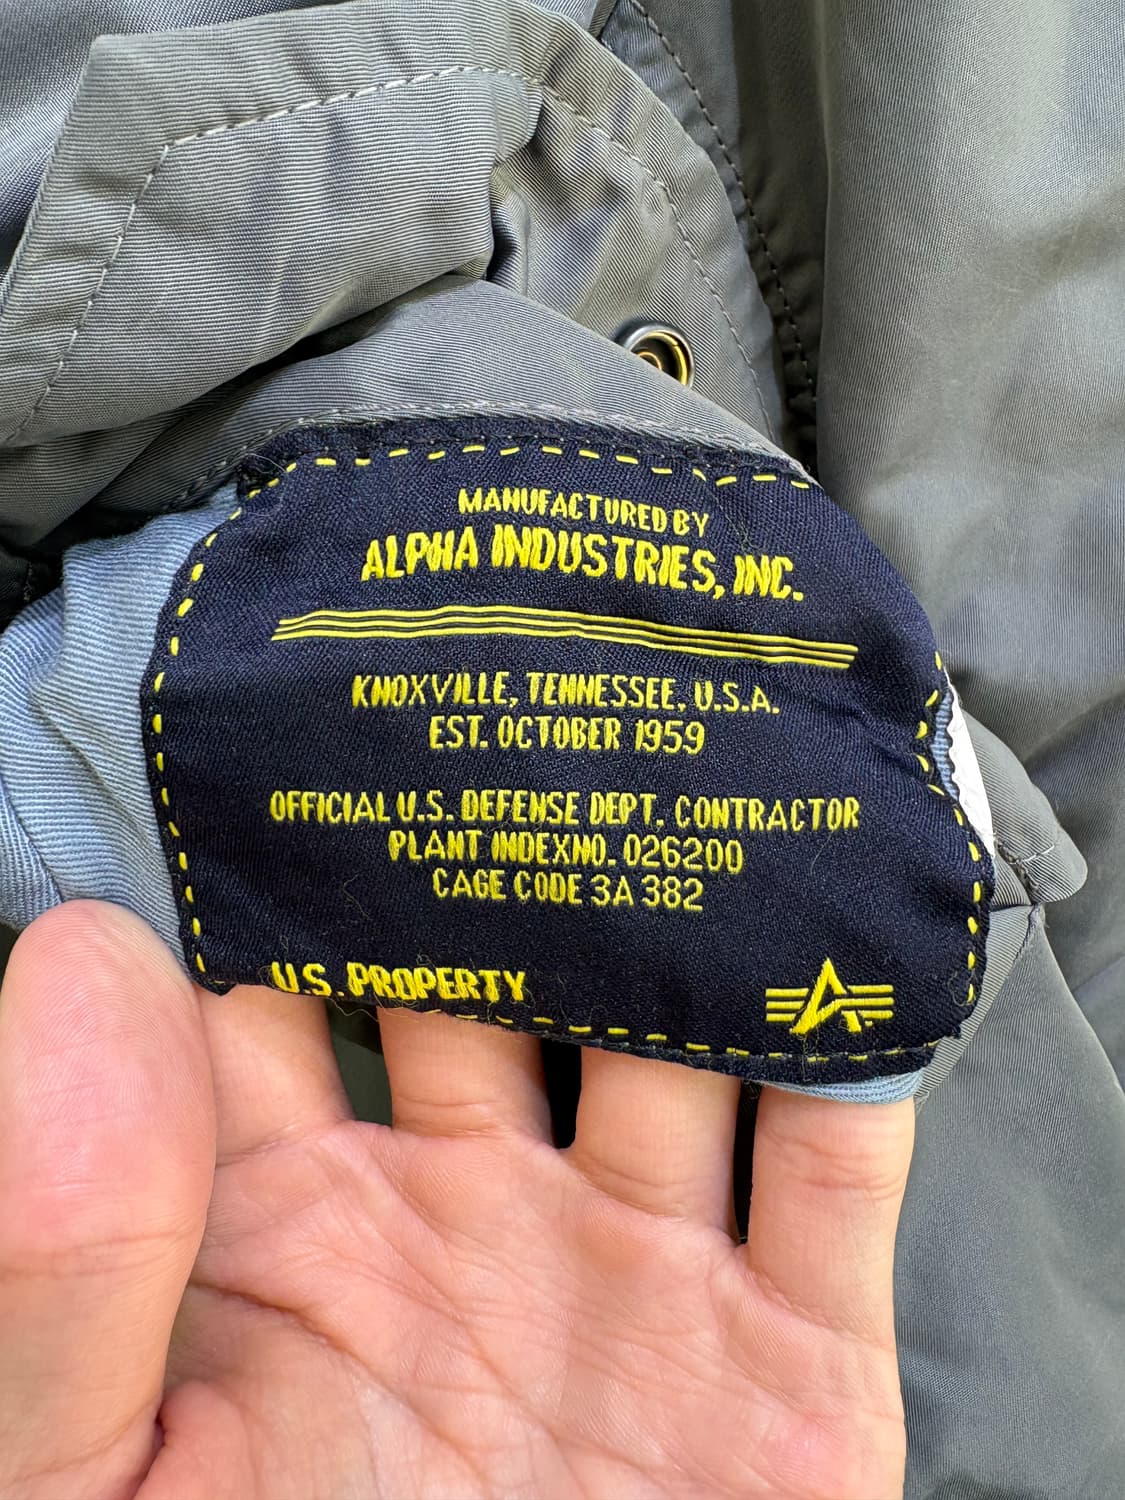 MANUFACTURED BY
ALPHA INDUSTRIES, INC.
KNOXVILLE, TENNESSEE, U.S.A.
EST. OCTOBER 1959
OFFICIAL U.S. DEFENSE DEPT. CONTRACTOR
PLANT INDEXNO. 026200
CAGE CODE 3A 382
U.S. PROPERTY
A